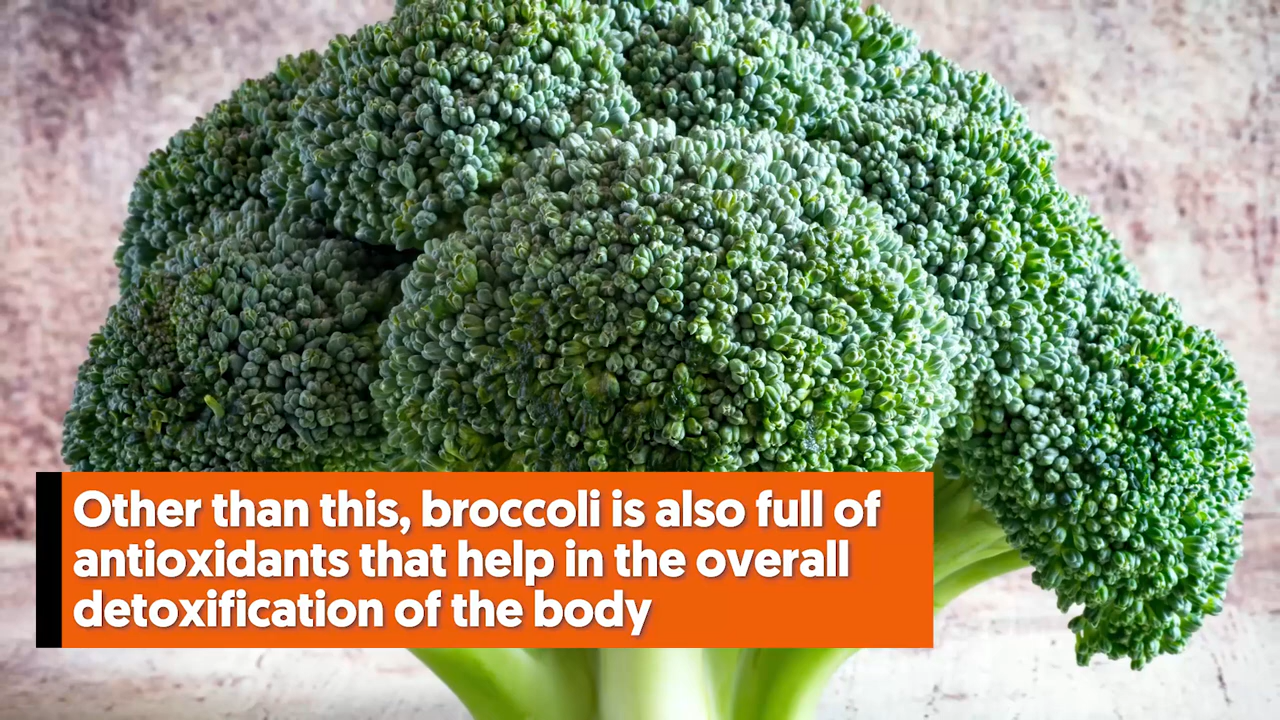 Other than this, broccoli is also full of
antioxidants that help in the overall
detoxification of the body